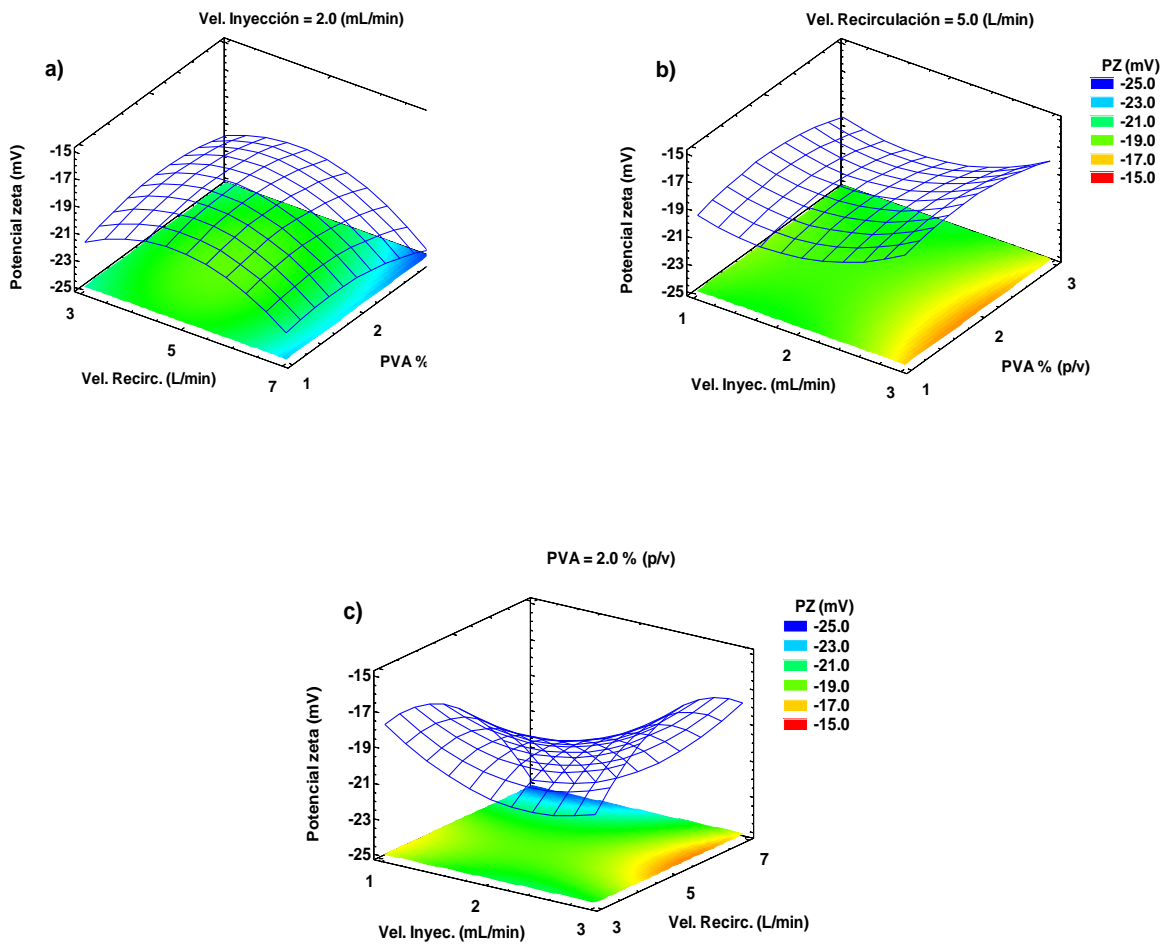 Vel. Inyección = 2.0 (mL/min)
a)
Potencial zeta (mV)
-15
-17
-19
-21
-23
-25
3
5
7
Vel. Recirc. (L/min)
1
2
PVA %
Vel. Recirculación = 5.0 (L/min)
b)
Potencial zeta (mV)
-15
-17
-19
-21
-23
-25
1
2
3
Vel. Inyec. (mL/min)
1
2
3
PVA % (p/v)
PZ (mV)
-25.0
-23.0
-21.0
-19.0
-17.0
-15.0
PVA = 2.0 % (p/v)
c)
Potencial zeta (mV)
-15
-17
-19
-21
-23
-25
1
2
3
Vel. Inyec. (mL/min)
3
5
7
Vel. Recirc. (L/min)
PZ (mV)
-25.0
-23.0
-21.0
-19.0
-17.0
-15.0